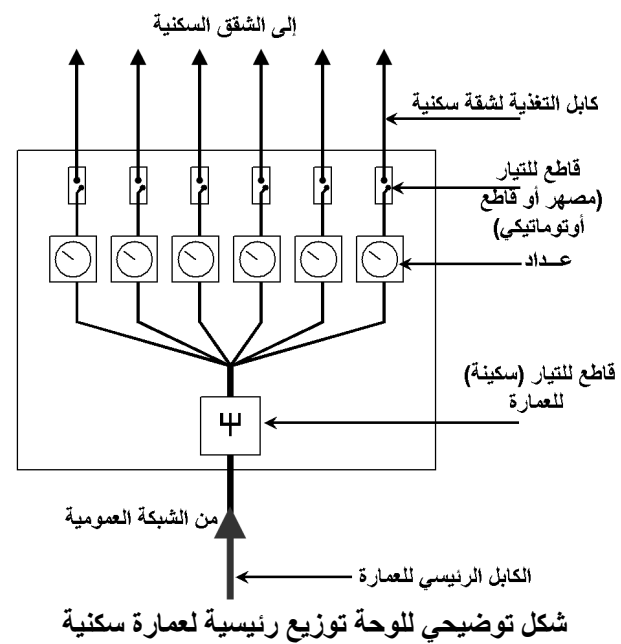 إلى الشقق السكنية
كابل التغذية لشقة سكنية
قاطع للتيار
(مصهر أو قاطع
أوتوماتيكي)
عــداد
قاطع للتيار (سكينة)
للعمارة
من الشبكة العمومية
الكابل الرئيسي للعمارة
شكل توضيحي للوحة توزيع رئيسية لعمارة سكنية